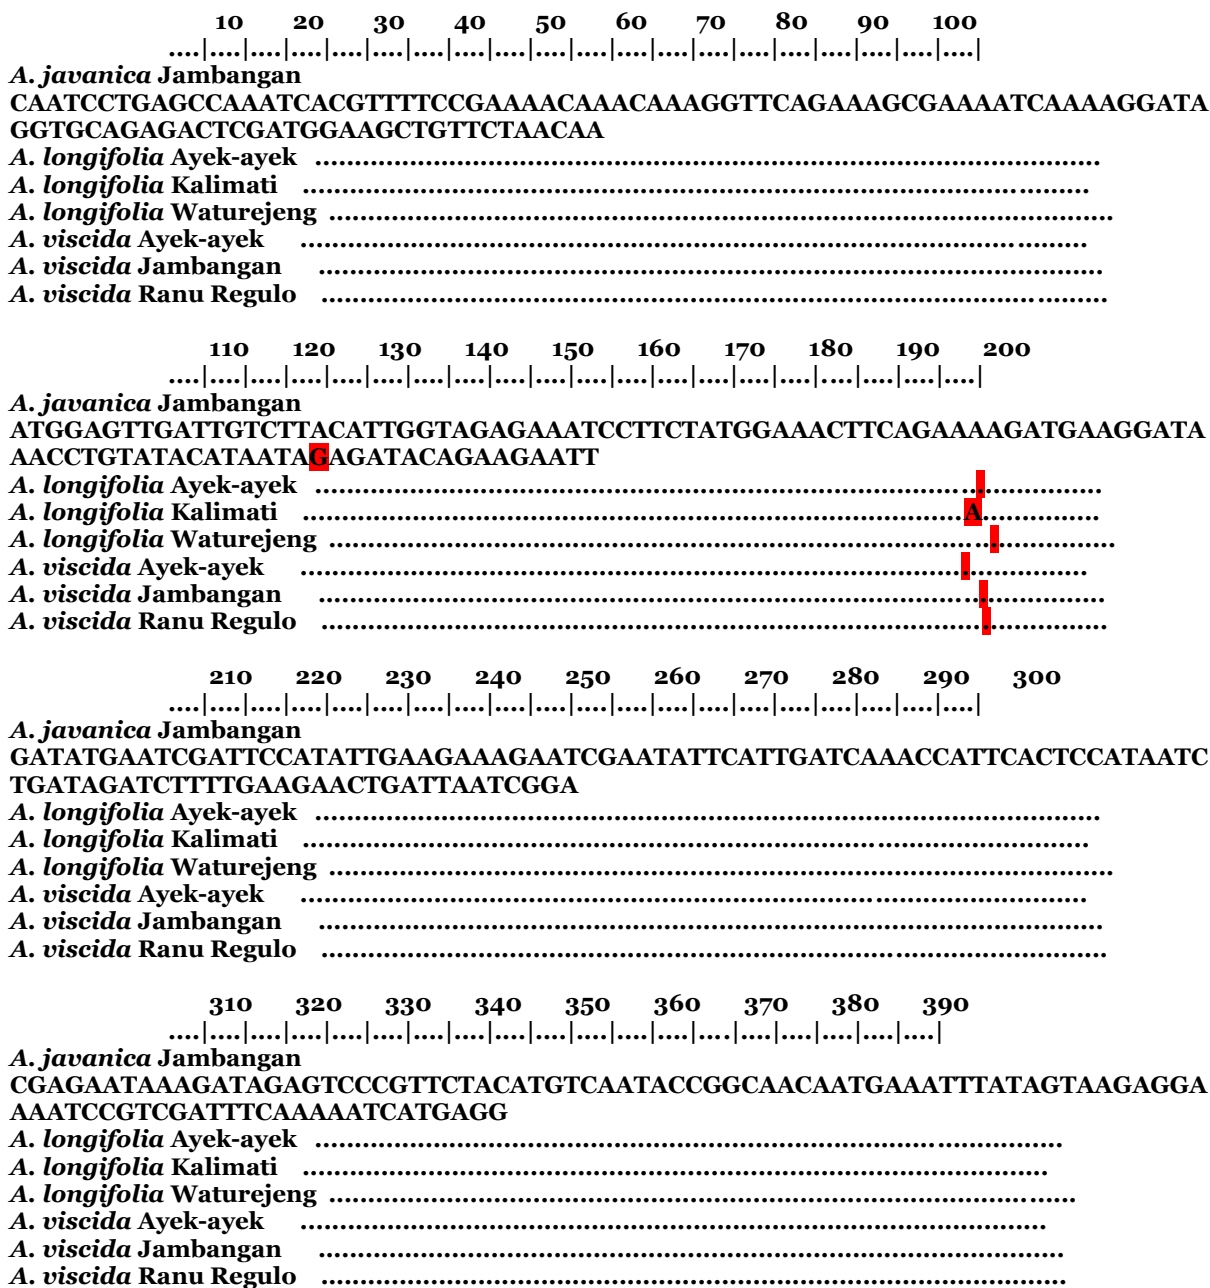 10 20 30 40 50 60 70 80 90 100
....|....|....|....|....|....|....|....|....|....|....|....|....|....|....|....|....|....|....|....|
A. javanica Jambangan
CAATCCTGAGCCAAATCACGTTTTCCGAAAACAAACAAAGGTTCAGAAAGCGAAAATCAAAAGGATA
GGTGCAGAGACTCGATGGAAGCTGTTCTAACAA
A. longifolia Ayek-ayek ....................................................................................................
A. longifolia Kalimati ....................................................................................................
A. longifolia Waturejeng ....................................................................................................
A. viscida Ayek-ayek ....................................................................................................
A. viscida Jambangan ....................................................................................................
A. viscida Ranu Regulo ....................................................................................................
110 120 130 140 150 160 170 180 190 200
....|....|....|....|....|....|....|....|....|....|....|....|....|....|....|....|....|....|....|....|
A. javanica Jambangan
ATGGAGTTGATTGTCTTACATTGGTAGAGAAATCCTTCTATGGAAACTTCAGAAAAGATGAAGGATA
AACCTGTATACATAATAGAGATACAGAAGAATT
A. longifolia Ayek-ayek ....................................................................................................
A. longifolia Kalimati ....................................................................................A...............
A. longifolia Waturejeng ....................................................................................................
A. viscida Ayek-ayek ....................................................................................................
A. viscida Jambangan ....................................................................................................
A. viscida Ranu Regulo ....................................................................................................
210 220 230 240 250 260 270 280 290 300
....|....|....|....|....|....|....|....|....|....|....|....|....|....|....|....|....|....|....|....|
A. javanica Jambangan
GATATGAATCGATTCCATATTGAAGAAAGAATCGAATATTCATTGATCAAACCATTCACTCCATAATC
TGATAGATCTTTTGAAGAACTGATTAATCGGA
A. longifolia Ayek-ayek ....................................................................................................
A. longifolia Kalimati ....................................................................................................
A. longifolia Waturejeng ....................................................................................................
A. viscida Ayek-ayek ....................................................................................................
A. viscida Jambangan ....................................................................................................
A. viscida Ranu Regulo ....................................................................................................
310 320 330 340 350 360 370 380 390
....|....|....|....|....|....|....|....|....|....|....|....|....|....|....|....|....|....|....|
A. javanica Jambangan
CGAGAATAAAGATAGAGTCCCGTTCTACATGTCAATACCGGCAACAATGAAATTTATAGTAAGAGGA
AAATCCGTCGATTTCAAAAATCATGAGG
A. longifolia Ayek-ayek ...............................................................................................
A. longifolia Kalimati ...............................................................................................
A. longifolia Waturejeng ...............................................................................................
A. viscida Ayek-ayek ...............................................................................................
A. viscida Jambangan ...............................................................................................
A. viscida Ranu Regulo ...............................................................................................